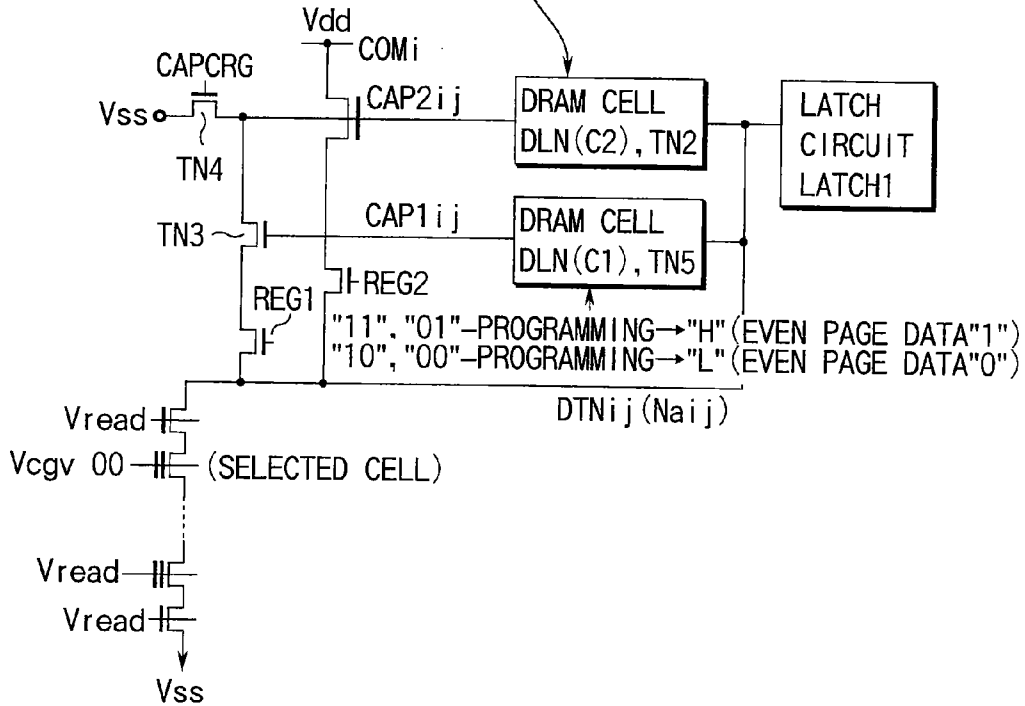 Vdd
COMi
CAPCRG
Vss
TN4
CAP2ij
DRAM CELL
DLN(C2), TN2
LATCH
CIRCUIT
LATCH1
TN3
CAP1ij
DRAM CELL
DLN(C1), TN5
REG1
REG2
"11", "01"-PROGRAMMING→"H"(EVEN PAGE DATA"1")
"10", "00"-PROGRAMMING→"L"(EVEN PAGE DATA"0")
DTNij(Naij)
Vread
Vcgv 00
(SELECTED CELL)
Vread
Vread
Vss